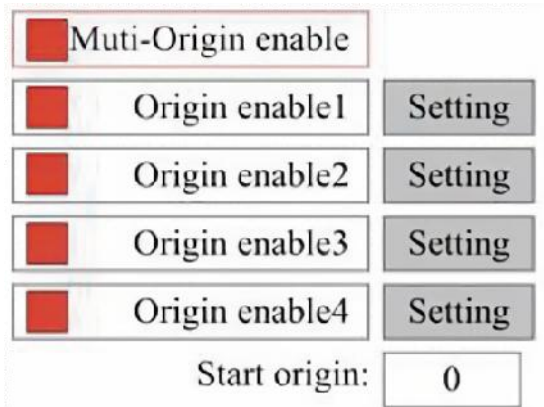 Muti-Origin enable
Origin enable1 Setting
Origin enable2 Setting
Origin enable3 Setting
Origin enable4 Setting
Start origin: 0